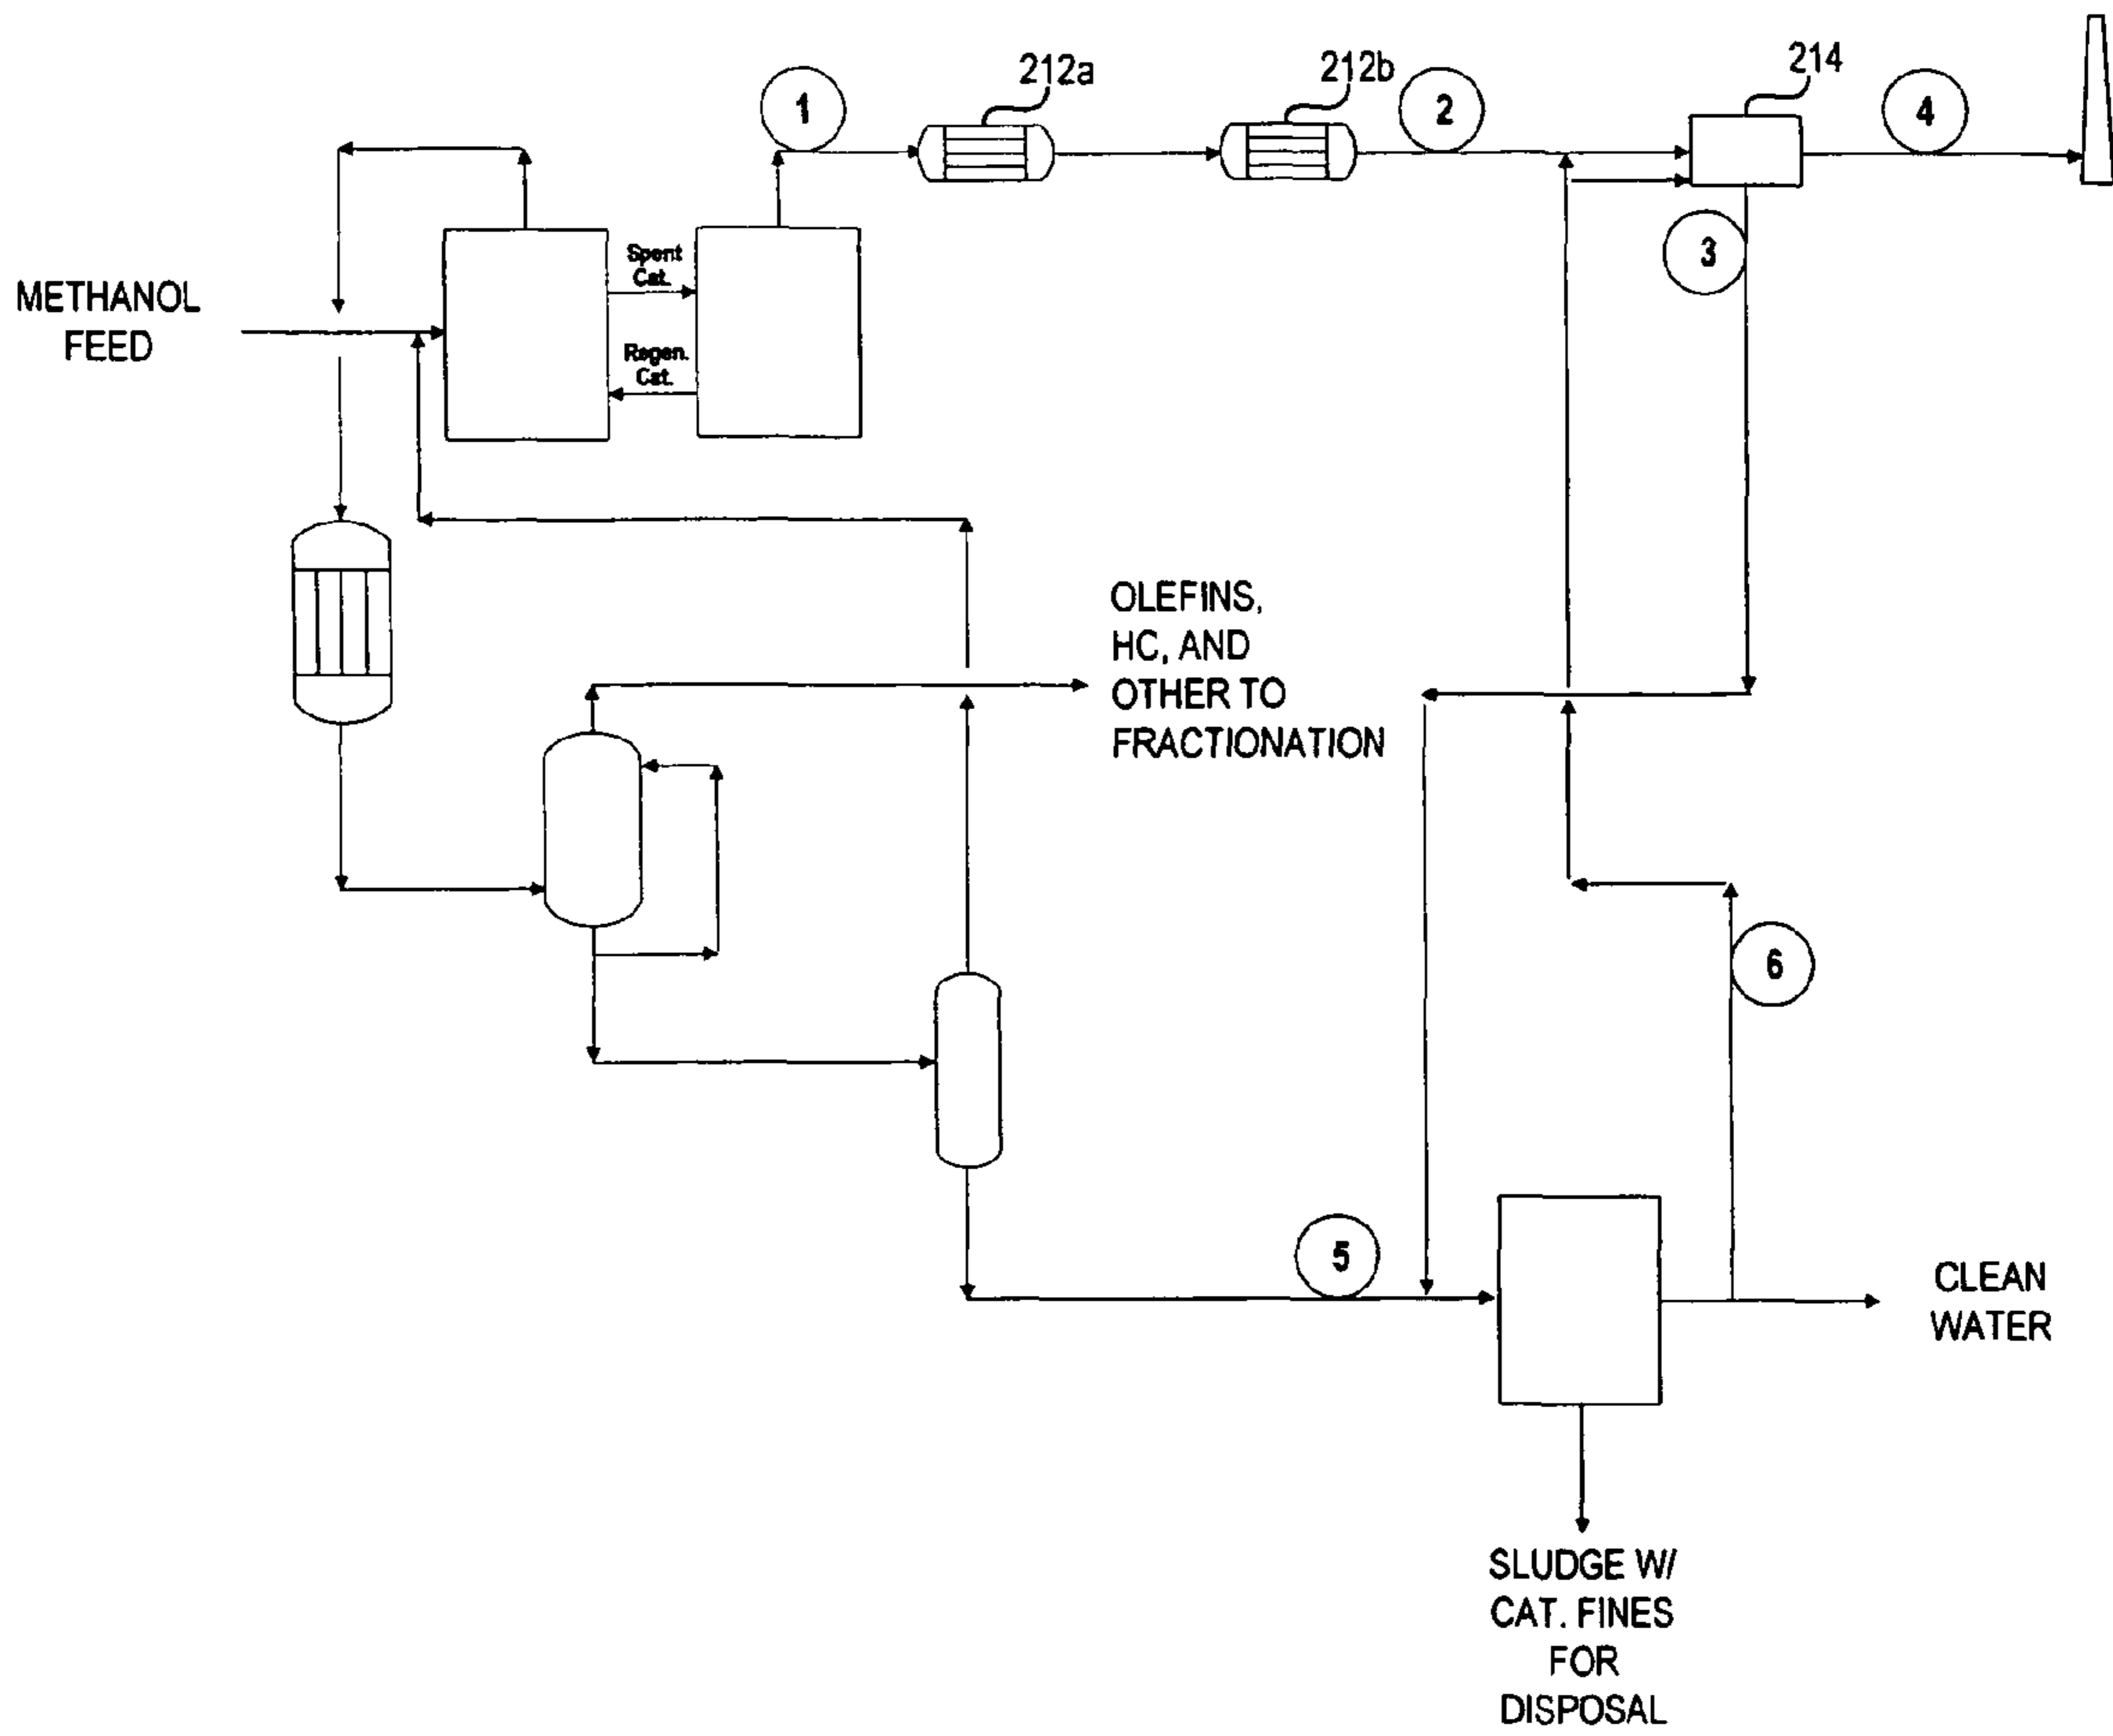 212a
212b
214
1
2
4
Spent
Cat.
3
METHANOL
FEED
Regen.
Cat.
OLEFINS,
HC, AND
OTHER TO
FRACTIONATION
6
5
CLEAN
WATER
SLUDGE W/
CAT. FINES
FOR
DISPOSAL